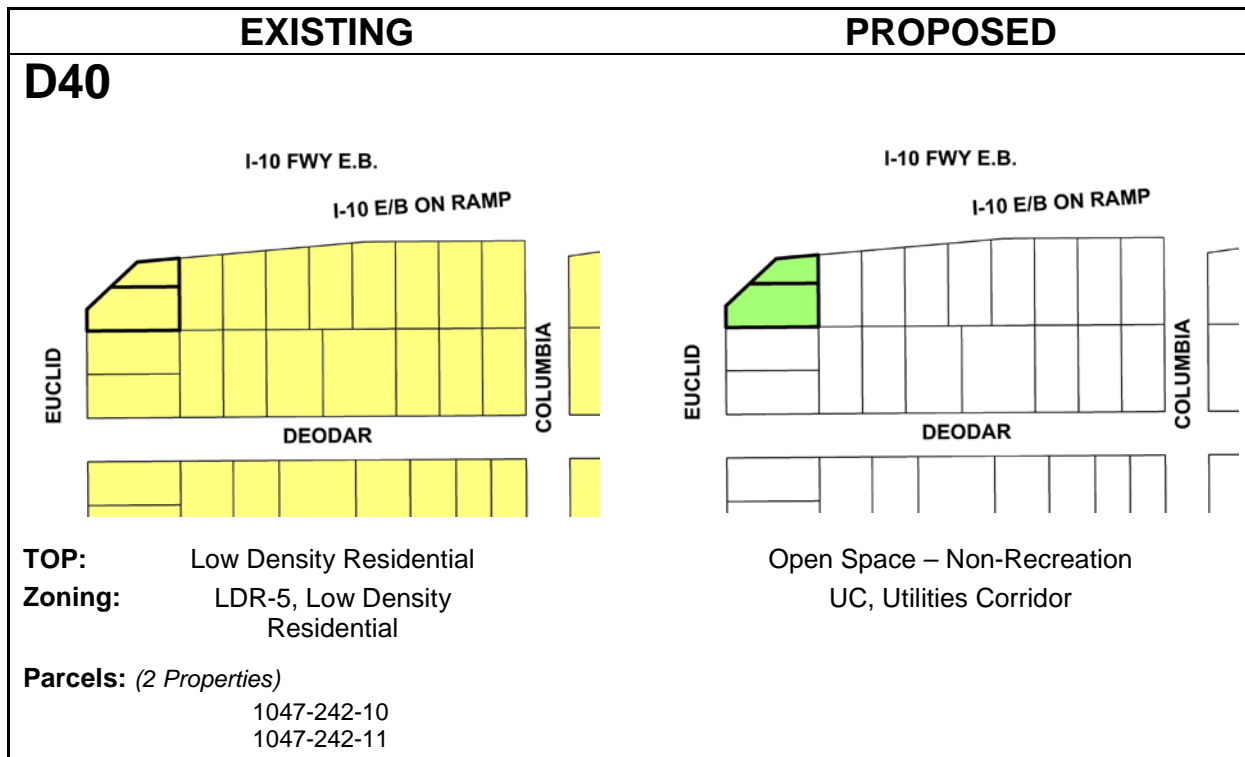 EXISTING
PROPOSED
D40
I-10 FWY E.B.
I-10 E/B ON RAMP
EUCLID
COLUMBIA
DEODAR
I-10 FWY E.B.
I-10 E/B ON RAMP
EUCLID
COLUMBIA
DEODAR
TOP: Low Density Residential
Open Space – Non-Recreation
Zoning: LDR-5, Low Density
Residential
UC, Utilities Corridor
Parcels: (2 Properties)
1047-242-10
1047-242-11